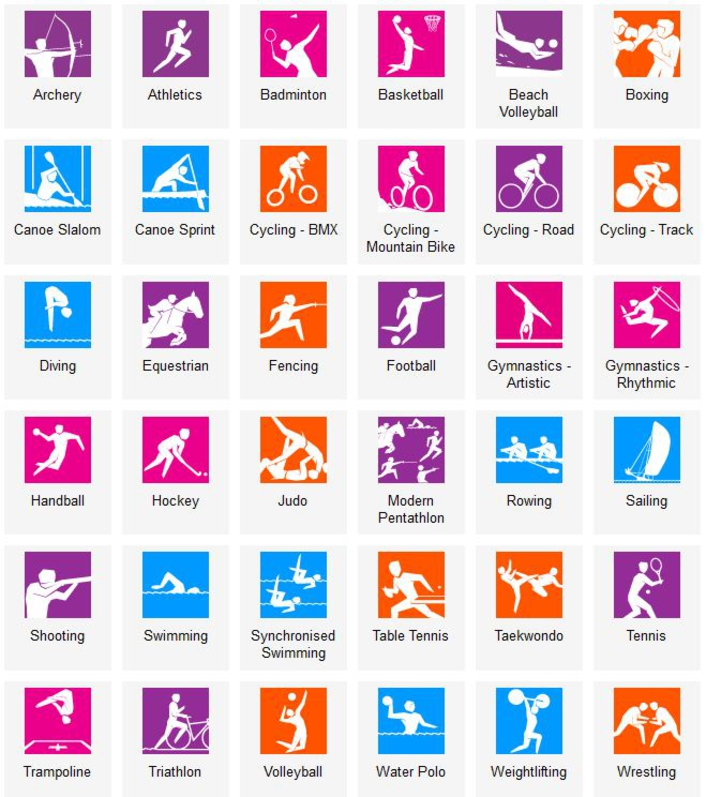 Archery
Athletics
Badminton
Basketball
Beach
Volleyball
Boxing
Canoe Slalom
Canoe Sprint
Cycling - BMX
Cycling -
Mountain Bike
Cycling - Road
Cycling - Track
Diving
Equestrian
Fencing
Football
Gymnastics -
Artistic
Gymnastics -
Rhythmic
Handball
Hockey
Judo
Modern
Pentathlon
Rowing
Sailing
Shooting
Swimming
Synchronised
Swimming
Table Tennis
Taekwondo
Tennis
Trampoline
Triathlon
Volleyball
Water Polo
Weightlifting
Wrestling